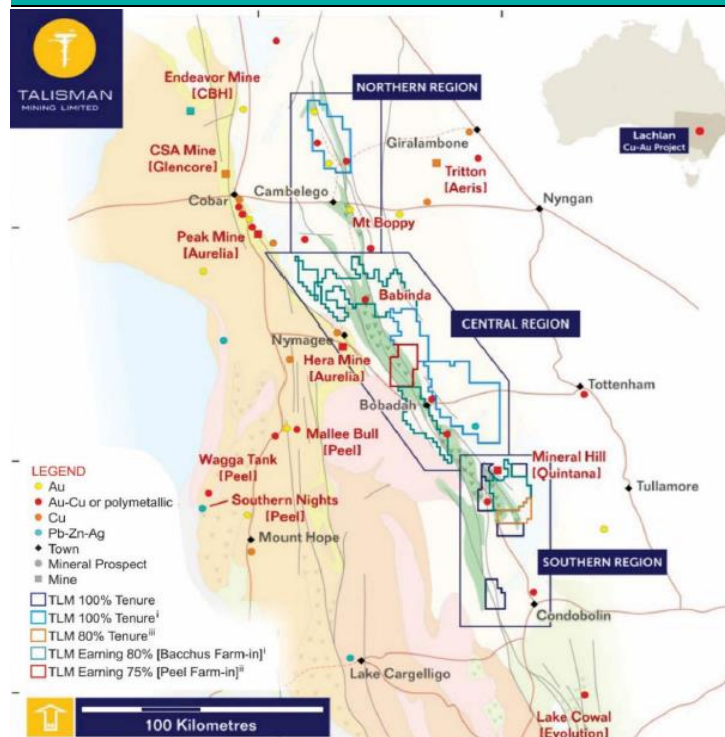 TALISMAN
MINING LIMITED
Endeavor Mine
[CBH]
NORTHERN REGION
Lachlan
Cu-Au Project
CSA Mine
[Glencore]
Giralambone
Tritton
[Aeris]
Cobar
Cambelego
Nyngan
Mt Boppy
Peak Mine
[Aurelia]
Babinda
CENTRAL REGION
Nymagee
Hera Mine
[Aurelia]
Tottenham
Bobadah
Mallee Bull
[Peel]
Wagga Tank
[Peel]
Mineral Hill
[Quintana]
Tullamore
Southern Nights
[Peel]
Mount Hope
SOUTHERN REGION
Condobolin
Lake Cargelligo
Lake Cowal
[Evolution]
LEGEND
Au
Au-Cu or polymetallic
Cu
Pb-Zn-Ag
Town
Mineral Prospect
Mine
TLM 100% Tenure
TLM 100% Tenureⁱ
TLM 80% Tenureⁱⁱⁱ
TLM Earning 80% [Bacchus Farm-in]ⁱ
TLM Earning 75% [Peel Farm-in]ⁱⁱ
100 Kilometres